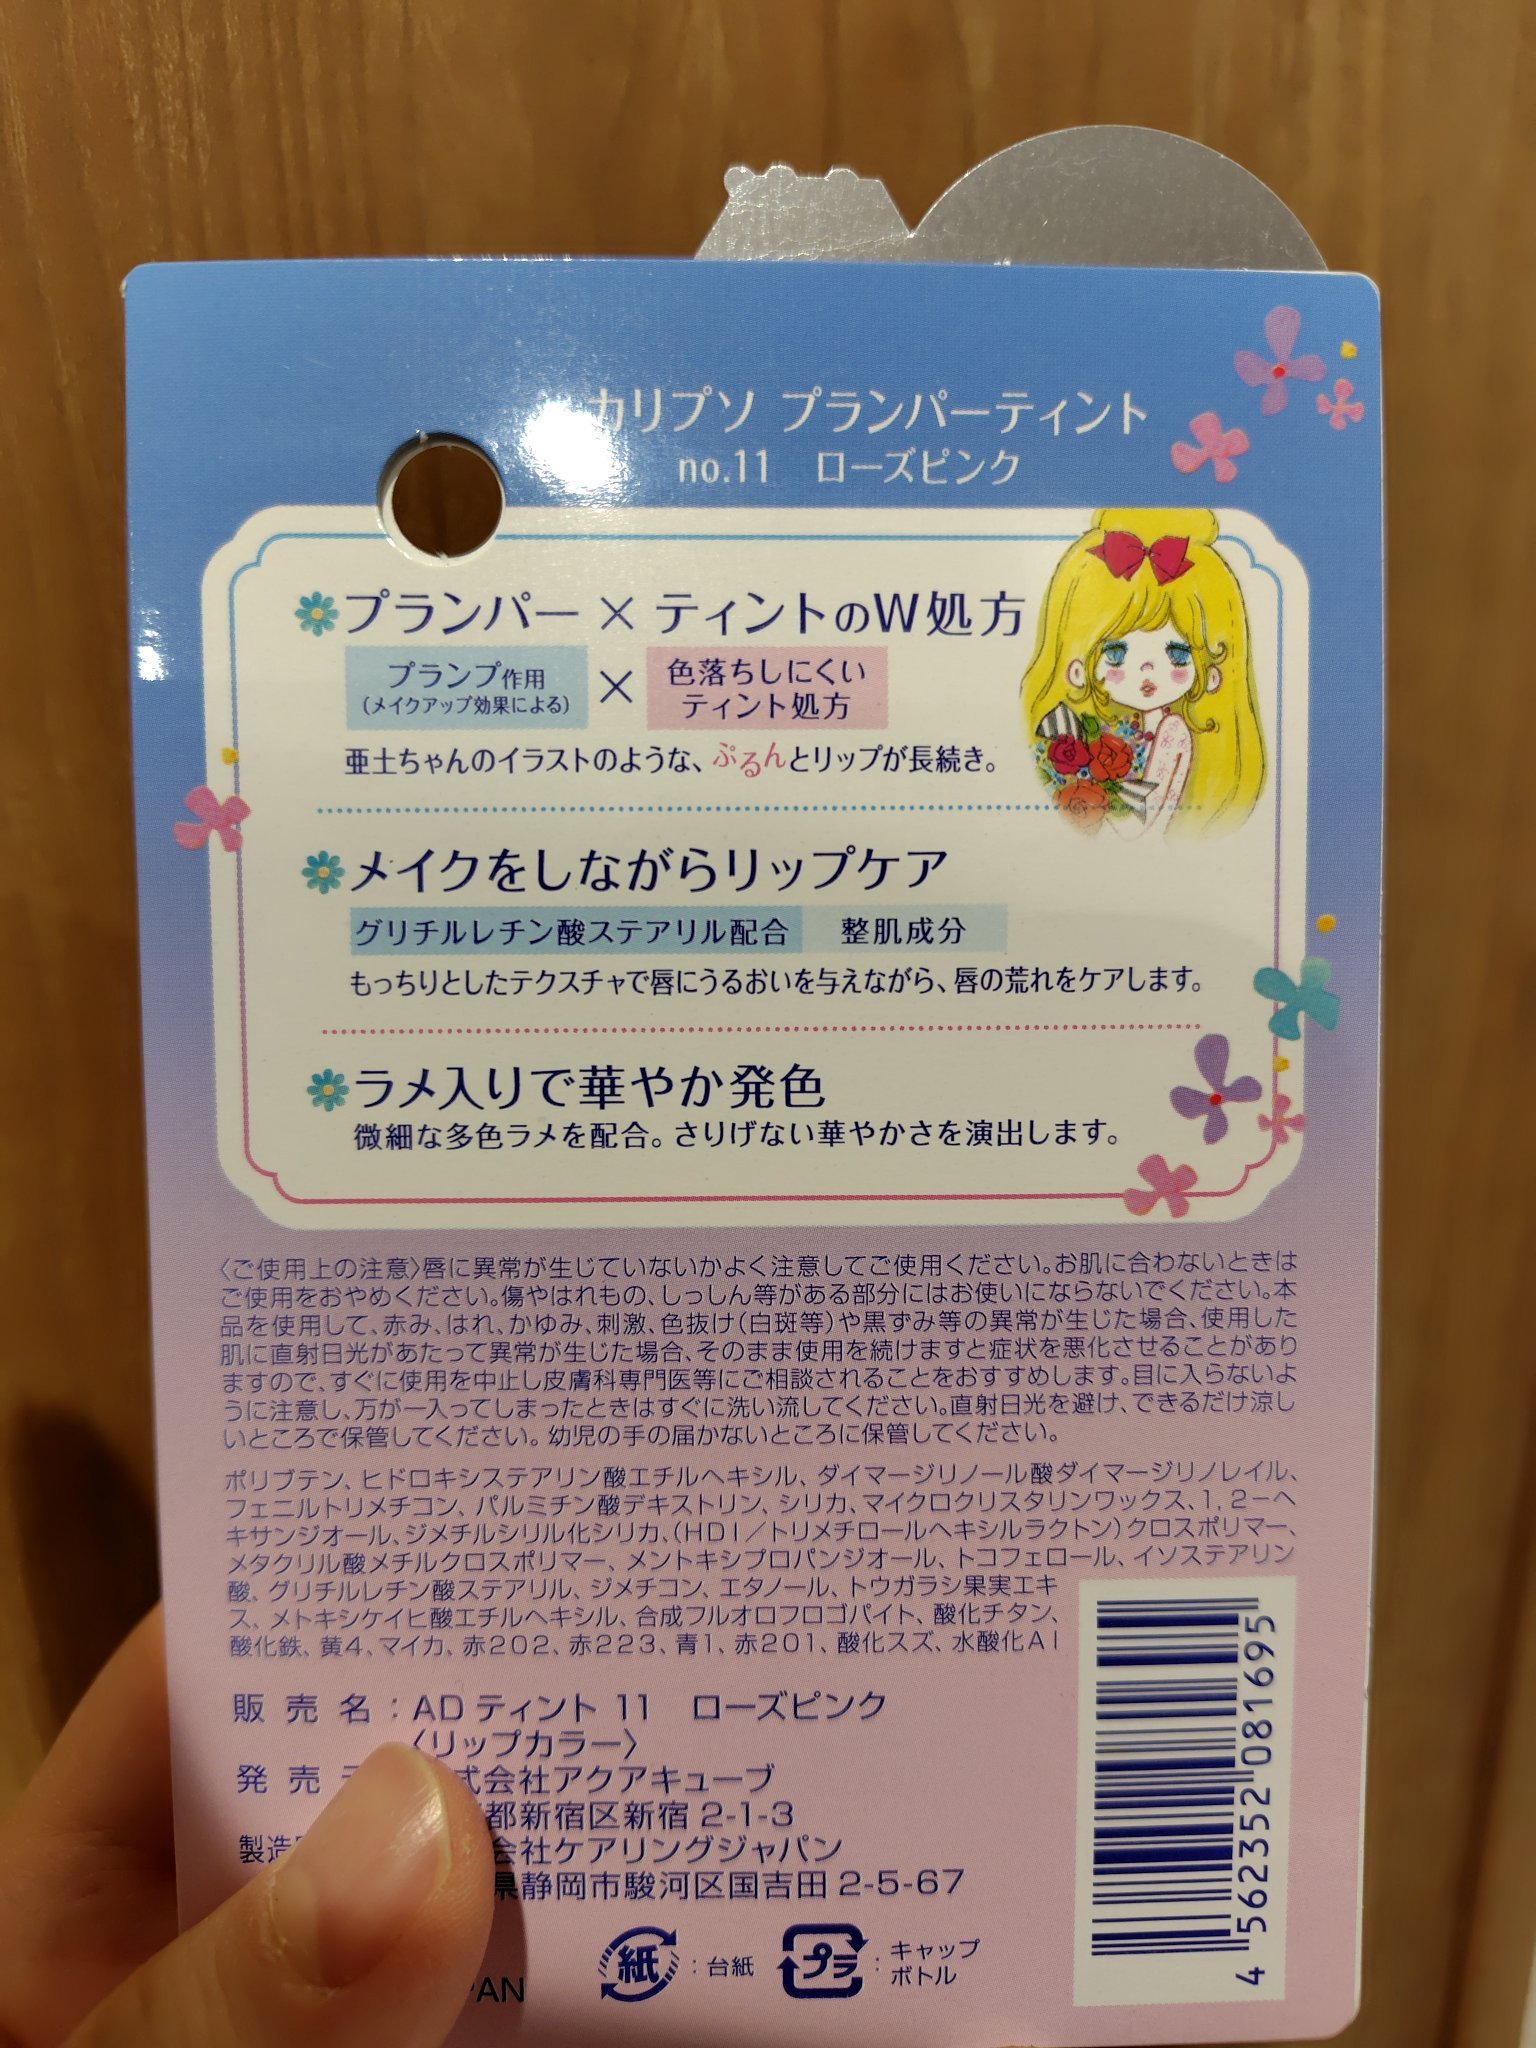 カリプソ プランパーティント
no.11 ローズピンク
プランパー×ティントのW処方
プランプ作用
(メイクアップ効果による)
×
色落ちしにくい
ティント処方
亜土ちゃんのイラストのような、ぷるんとリップが長続き。
メイクをしながらリップケア
グリチルレチン酸ステアリル配合 整肌成分
もっちりとしたテクスチャで唇にうるおいを与えながら、唇の荒れをケアします。
ラメ入りで華やか発色
微細な多色ラメを配合。さりげない華やかさを演出します。
〈ご使用上の注意〉唇に異常が生じていないかよく注意してご使用ください。お肌に合わないときは
ご使用をおやめください。傷やはれもの、しっしん等がある部分にはお使いにならないでください。本
品を使用して、赤み、はれ、かゆみ、刺激、色抜け(白斑等)や黒ずみ等の異常が生じた場合、使用した
肌に直射日光があたって異常が生じた場合、そのまま使用を続けますと症状を悪化させることがあり
ますので、すぐに使用を中止し皮膚科専門医等にご相談されることをおすすめします。目に入らないよ
うに注意し、万が一入ってしまったときはすぐに洗い流してください。直射日光を避け、できるだけ涼し
いところで保管してください。幼児の手の届かないところに保管してください。
ポリブテン、ヒドロキシステアリン酸エチルヘキシル、ダイマージリノール酸ダイマージリノレイル、
フェニルトリメチコン、パルミチン酸デキストリン、シリカ、マイクロクリスタリンワックス、1,2-ヘ
キサンジオール、ジメチルシリル化シリカ、(HDI/トリメチロールヘキシルラクトン)クロスポリマー、
メタクリル酸メチルクロスポリマー、メントキシプロパンジオール、トコフェロール、イソステアリン
酸、グリチルレチン酸ステアリル、ジメチコン、エタノール、トウガラシ果実エキ
ス、メトキシケイヒ酸エチルヘキシル、合成フルオロフロゴパイト、酸化チタン、
酸化鉄、黄4、マイカ、赤202、赤223、青1、赤201、酸化スズ、水酸化Al
販売名:ADティント 11 ローズピンク
〈リップカラー〉
発売 式会社アクアキューブ
都新宿区新宿2-1-3
製造 会社ケアリングジャパン
県静岡市駿河区国吉田2-5-67
PAN
紙:台紙
プラ:キャップ
ボトル
4562352081695